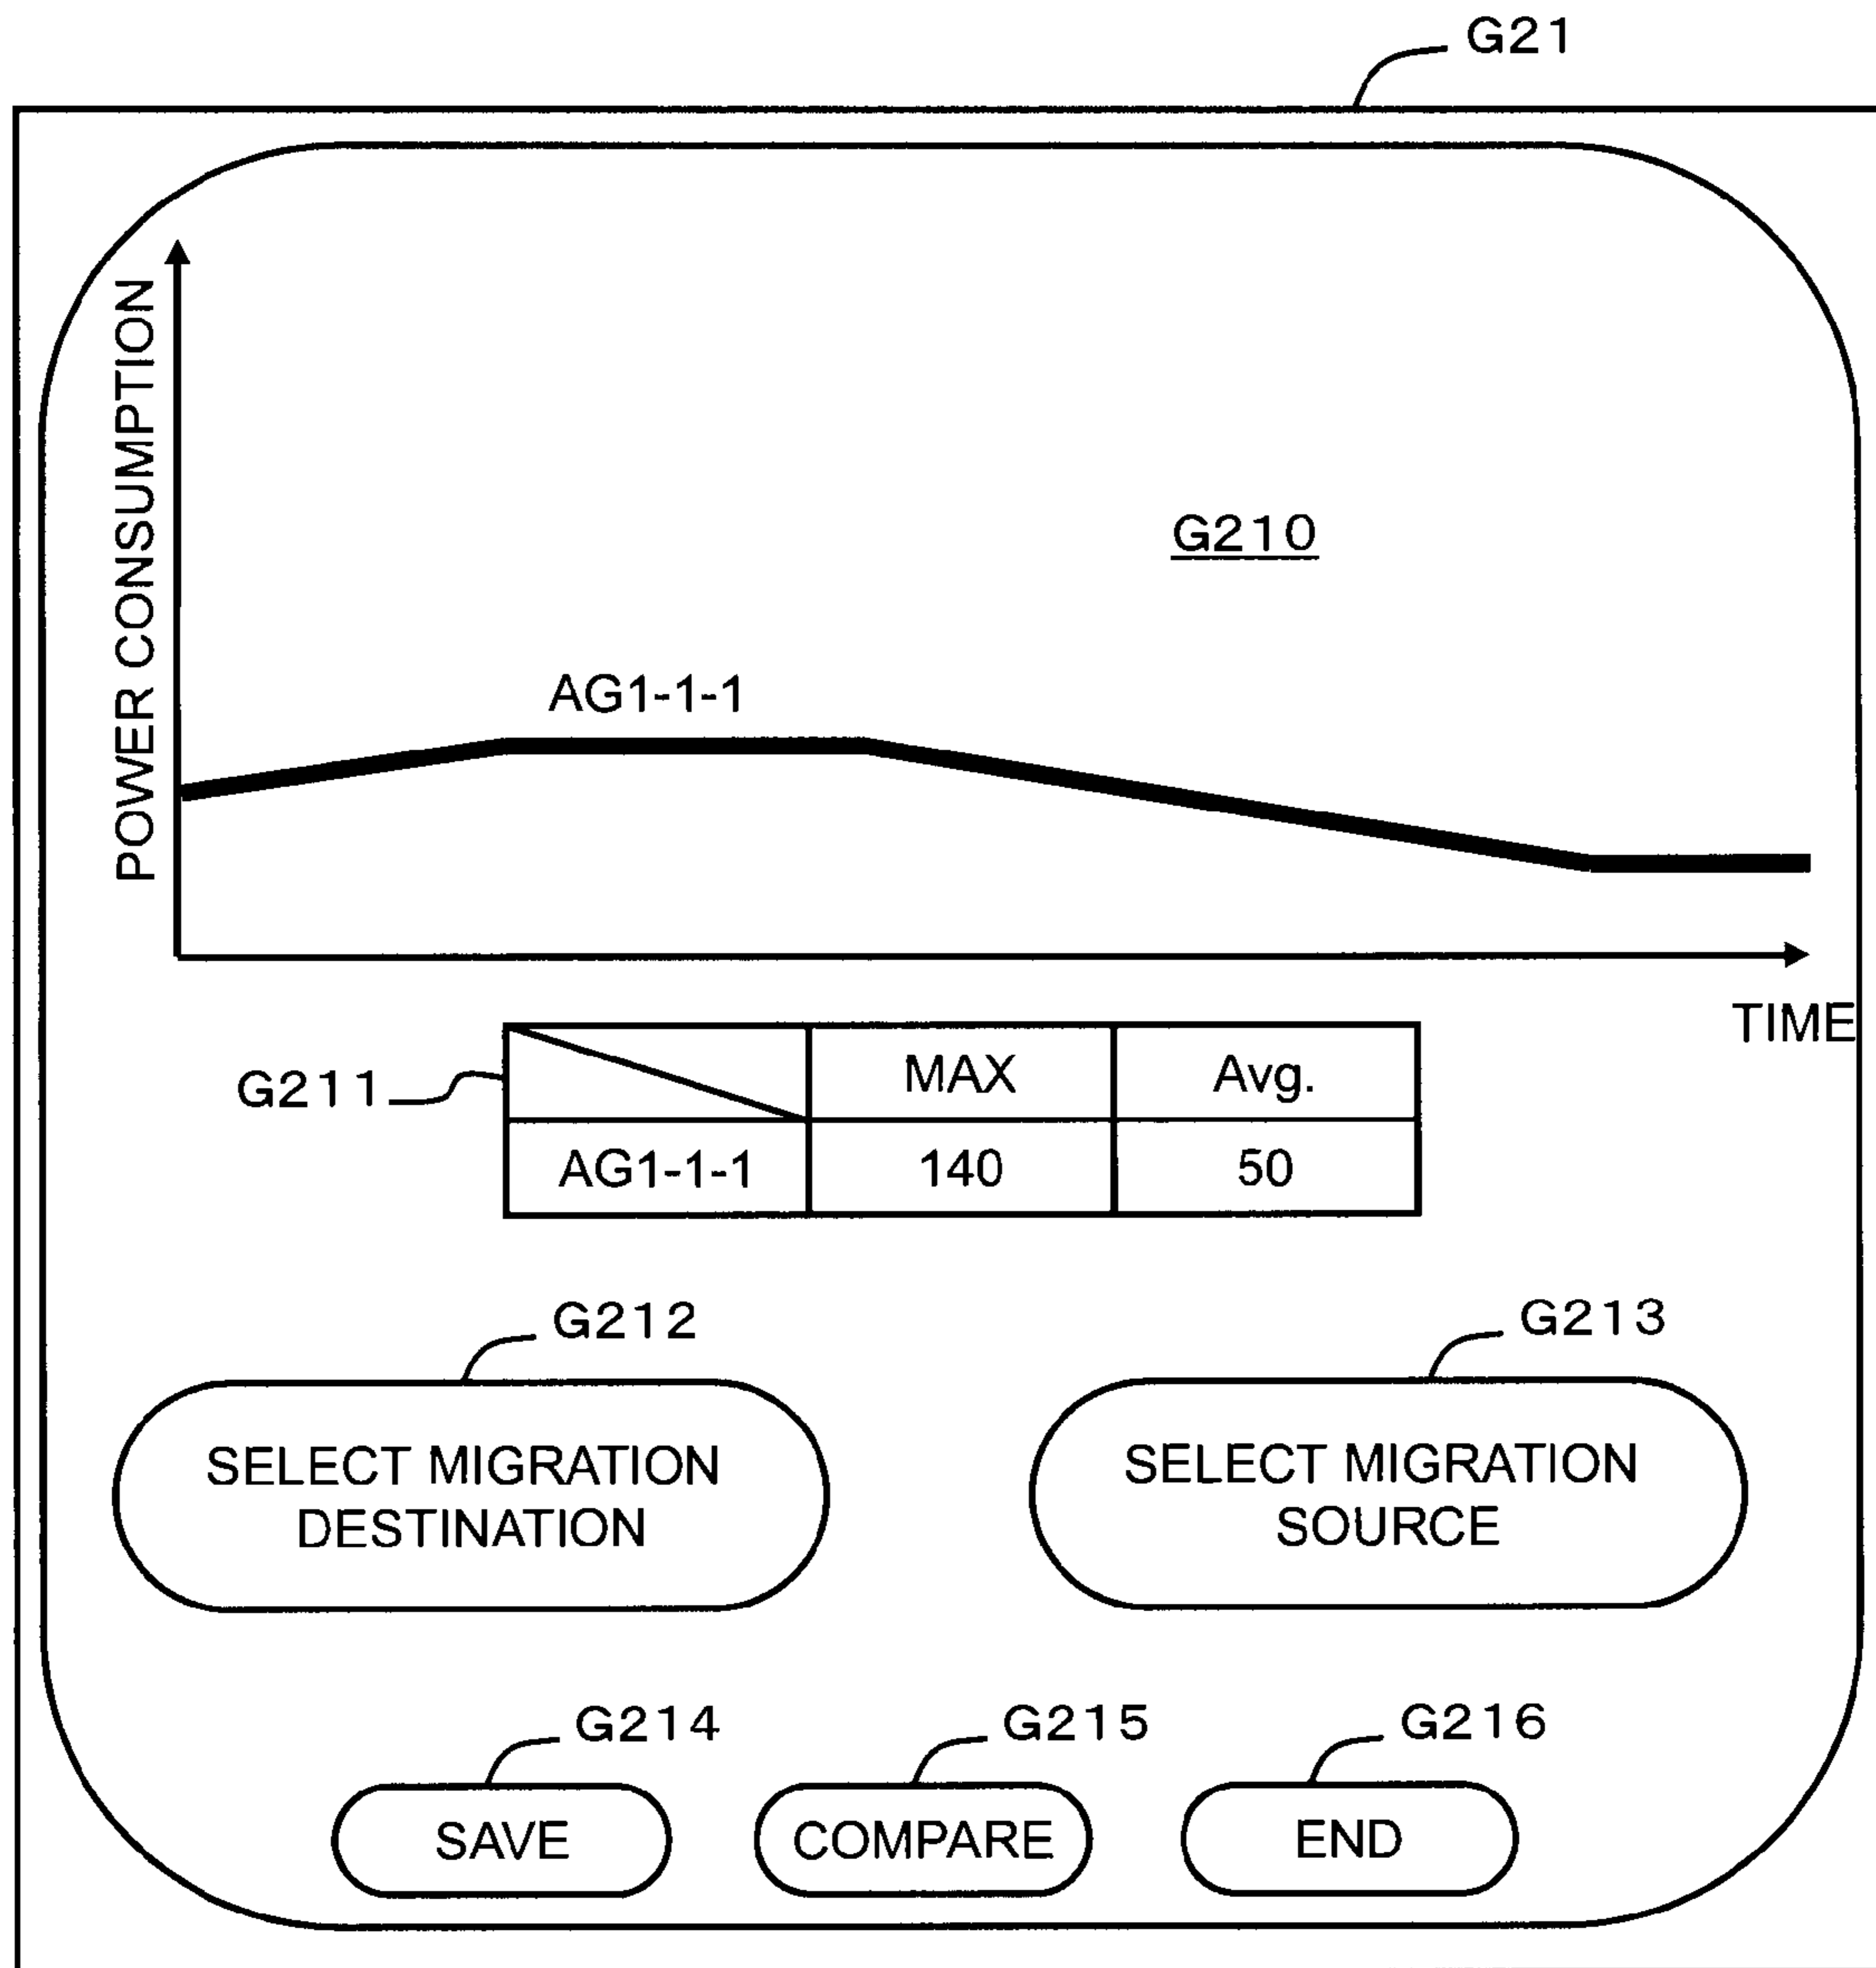 G21
POWER CONSUMPTION
G210
AG1-1-1
TIME
G211
MAX Avg.
AG1-1-1 140 50
G212
G213
SELECT MIGRATION
DESTINATION
SELECT MIGRATION
SOURCE
G214
G215
G216
SAVE
COMPARE
END